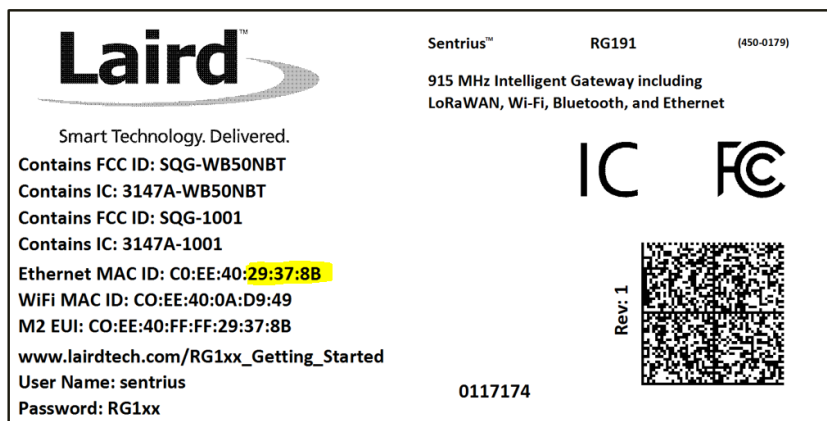 Laird™
Smart Technology. Delivered.
Sentrius™ RG191 (450-0179)
915 MHz Intelligent Gateway including
LoRaWAN, Wi-Fi, Bluetooth, and Ethernet
IC FC
Contains FCC ID: SQG-WB50NBT
Contains IC: 3147A-WB50NBT
Contains FCC ID: SQG-1001
Contains IC: 3147A-1001
Ethernet MAC ID: C0:EE:40:29:37:8B
WiFi MAC ID: CO:EE:40:0A:D9:49
M2 EUI: CO:EE:40:FF:FF:29:37:8B
www.lairdtech.com/RG1xx_Getting_Started
User Name: sentrius
Password: RG1xx
Rev: 1
0117174